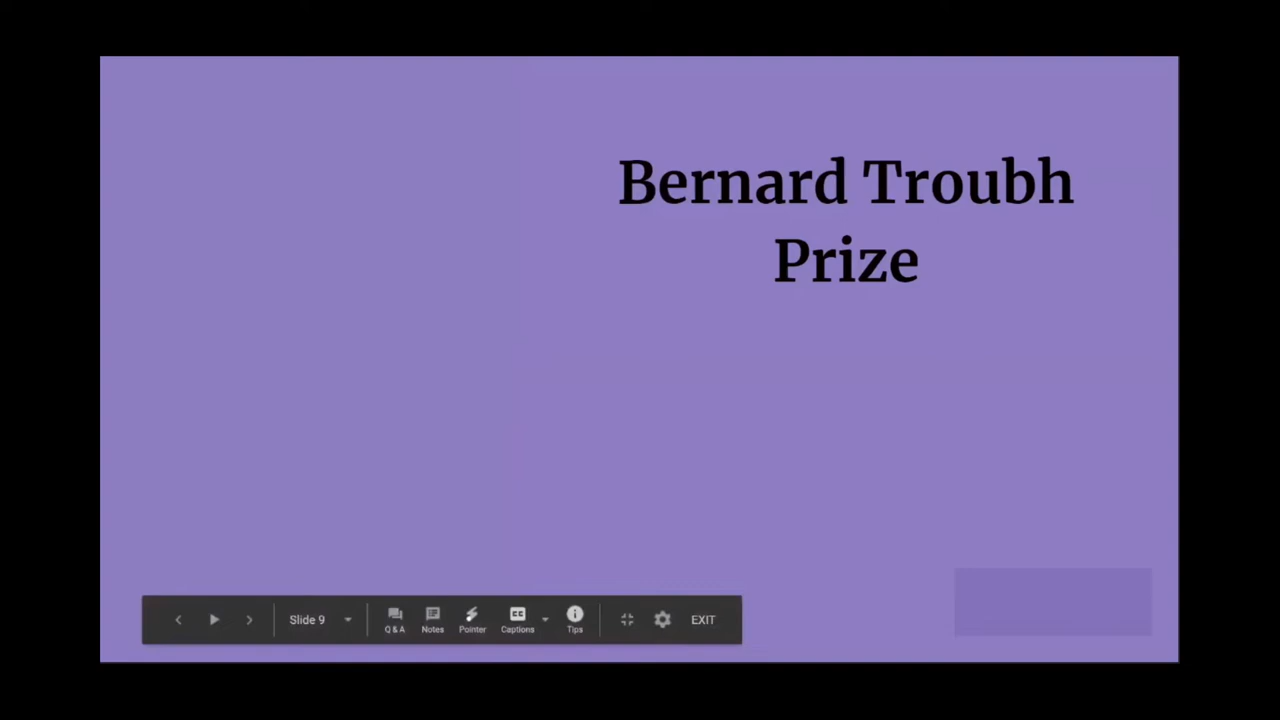 Bernard Troubh
Prize
Slide 9
Q & A
Notes
Pointer
Captions
Tips
EXIT